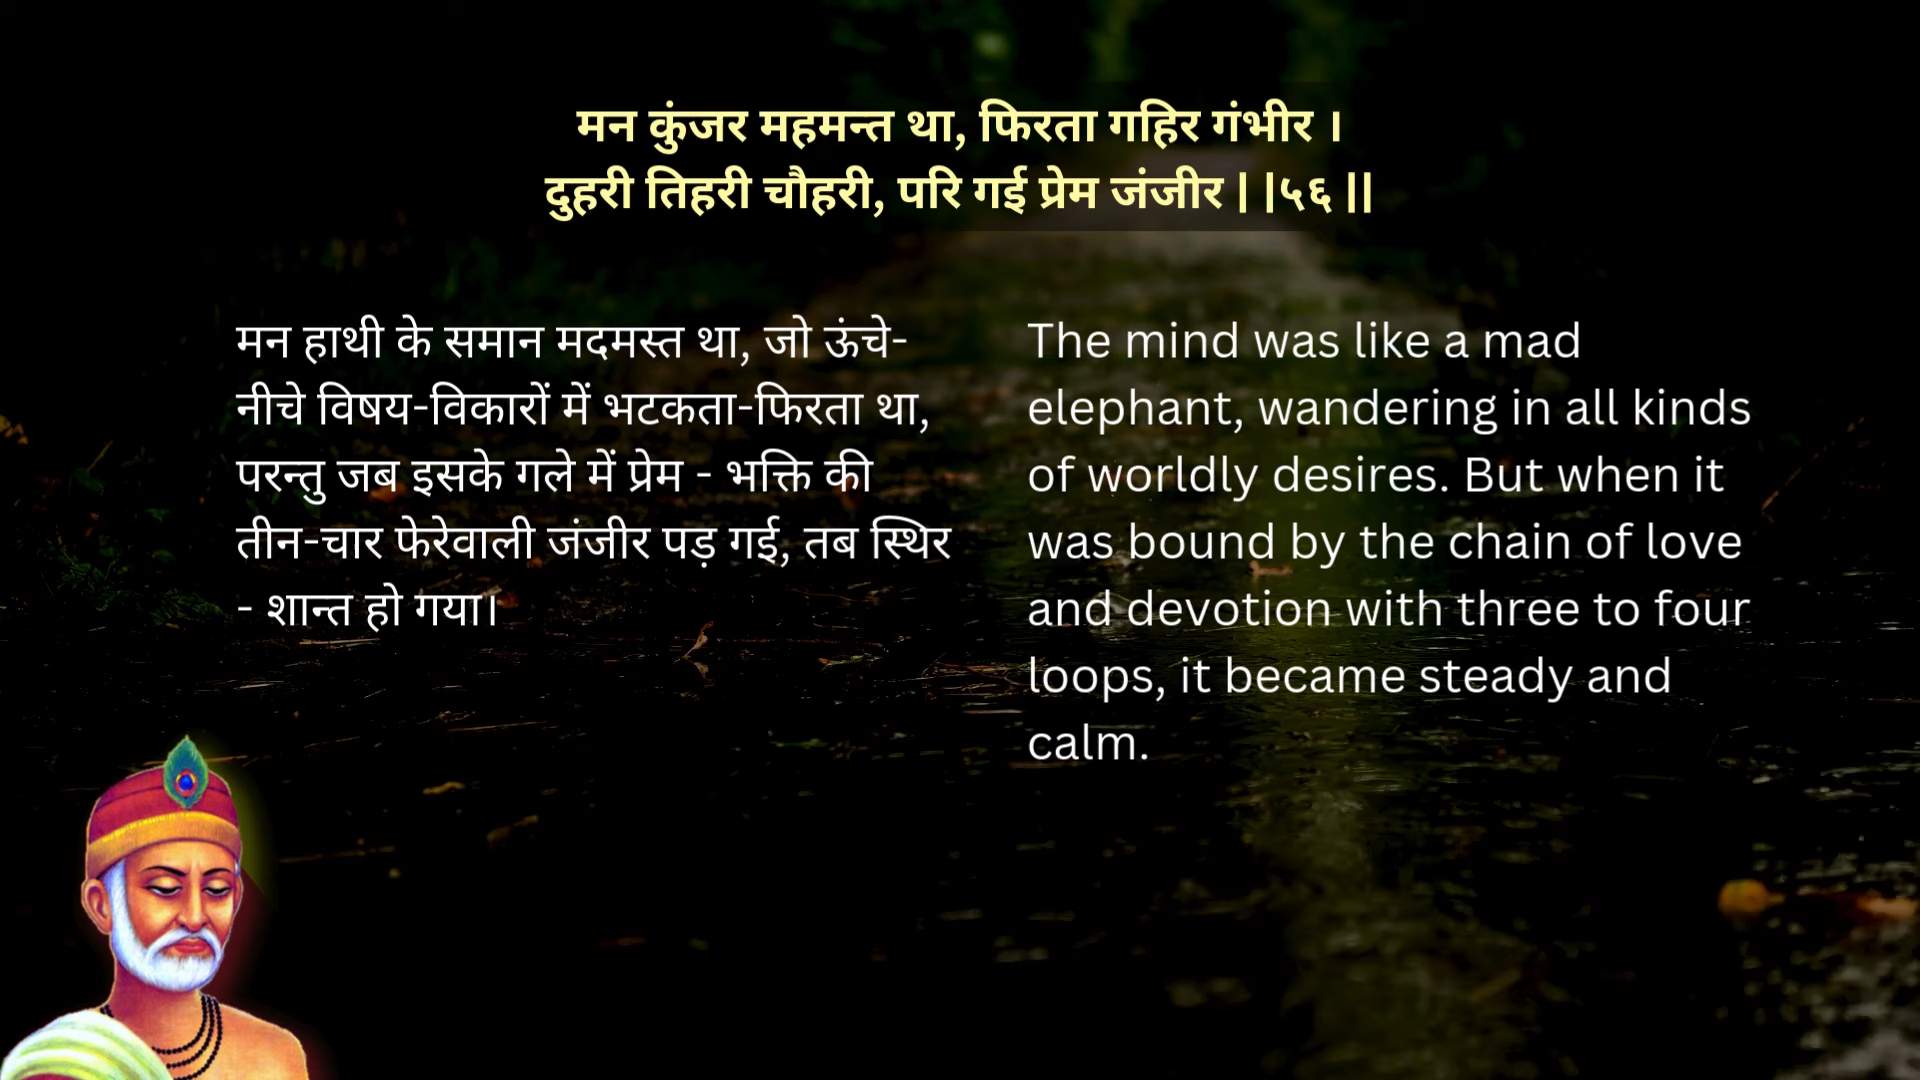 मन कुंजर महमन्त था, फिरता गहिर गंभीर ।
दुहरी तिहरी चौहरी, परि गई प्रेम जंजीर | |५६ ||
मन हाथी के समान मदमस्त था, जो ऊंचे-
नीचे विषय-विकारों में भटकता-फिरता था,
परन्तु जब इसके गले में प्रेम - भक्ति की
तीन-चार फेरेवाली जंजीर पड़ गई, तब स्थिर
- शान्त हो गया।
The mind was like a mad
elephant, wandering in all kinds
of worldly desires. But when it
was bound by the chain of love
and devotion with three to four
loops, it became steady and
calm.